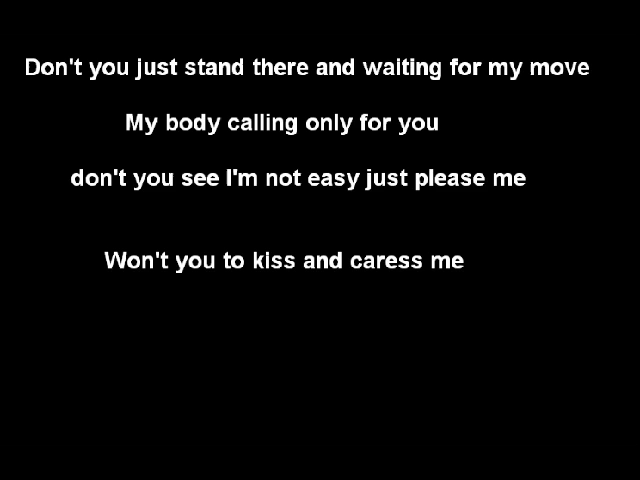 Don't you just stand there and waiting for my move
My body calling only for you
don't you see I'm not easy just please me
Won't you to kiss and caress me